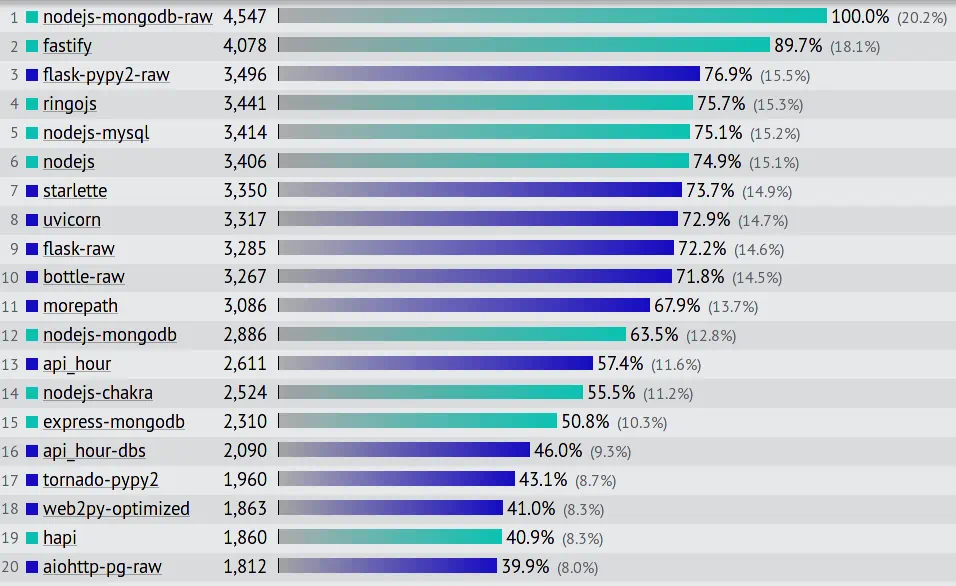 1 nodejs-mongodb-raw 4,547 100.0% (20.2%)
2 fastify 4,078 89.7% (18.1%)
3 flask-pypy2-raw 3,496 76.9% (15.5%)
4 ringojs 3,441 75.7% (15.3%)
5 nodejs-mysql 3,414 75.1% (15.2%)
6 nodejs 3,406 74.9% (15.1%)
7 starlette 3,350 73.7% (14.9%)
8 uvicorn 3,317 72.9% (14.7%)
9 flask-raw 3,285 72.2% (14.6%)
10 bottle-raw 3,267 71.8% (14.5%)
11 morepath 3,086 67.9% (13.7%)
12 nodejs-mongodb 2,886 63.5% (12.8%)
13 api_hour 2,611 57.4% (11.6%)
14 nodejs-chakra 2,524 55.5% (11.2%)
15 express-mongodb 2,310 50.8% (10.3%)
16 api_hour-dbs 2,090 46.0% (9.3%)
17 tornado-pypy2 1,960 43.1% (8.7%)
18 web2py-optimized 1,863 41.0% (8.3%)
19 hapi 1,860 40.9% (8.3%)
20 aiohttp-pg-raw 1,812 39.9% (8.0%)